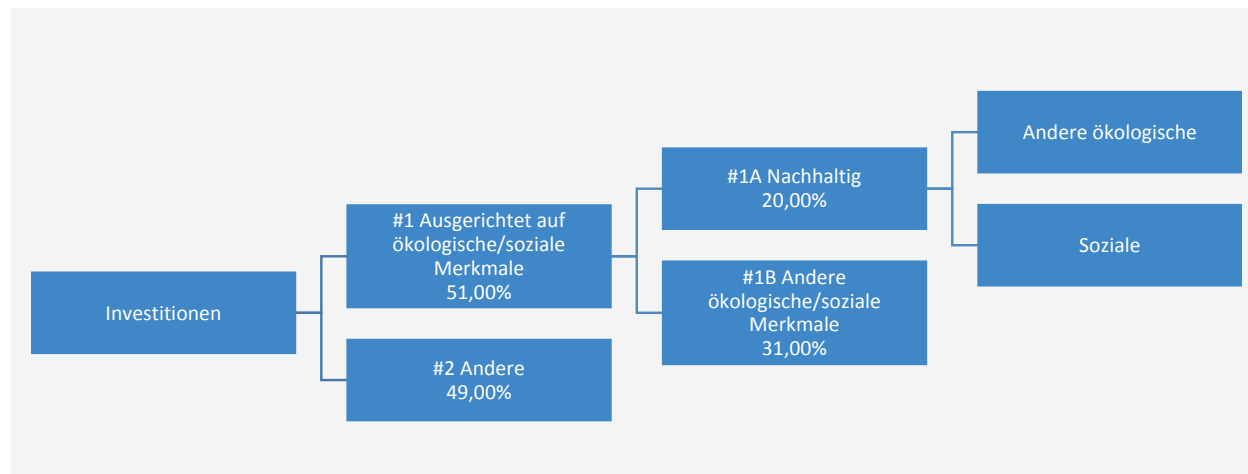 Investitionen
#1 Ausgerichtet auf
ökologische/soziale
Merkmale
51,00%
#2 Andere
49,00%
#1A Nachhaltig
20,00%
#1B Andere
ökologische/soziale
Merkmale
31,00%
Andere ökologische
Soziale